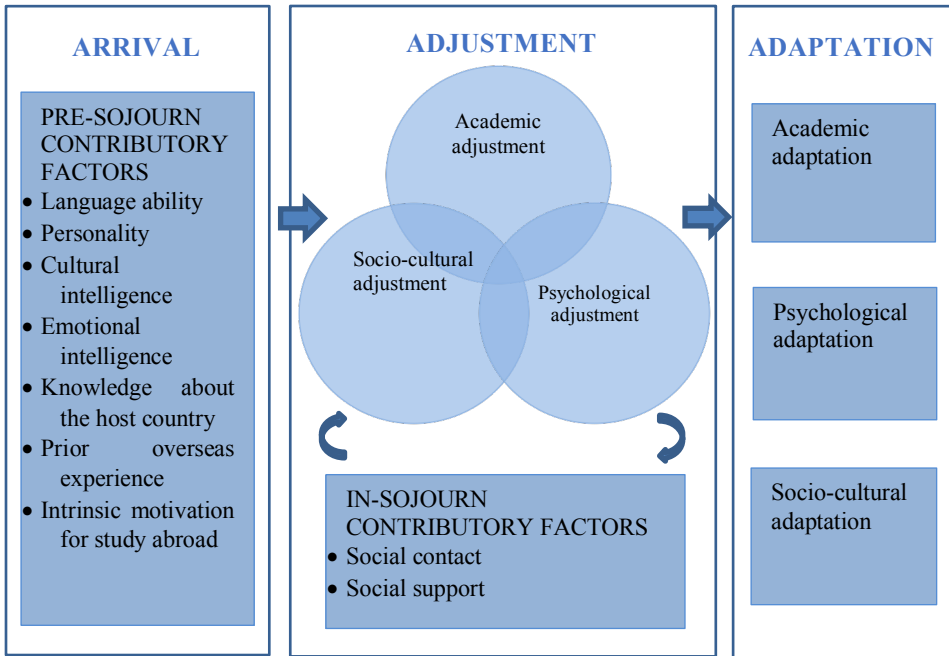 ARRIVAL
PRE-SOJOURN
CONTRIBUTORY
FACTORS
• Language ability
• Personality
• Cultural
intelligence
• Emotional
intelligence
• Knowledge about
the host country
• Prior overseas
experience
• Intrinsic motivation
for study abroad
ADJUSTMENT
Academic
adjustment
Socio-cultural
adjustment
Psychological
adjustment
IN-SOJOURN
CONTRIBUTORY FACTORS
• Social contact
• Social support
ADAPTATION
Academic
adaptation
Psychological
adaptation
Socio-cultural
adaptation